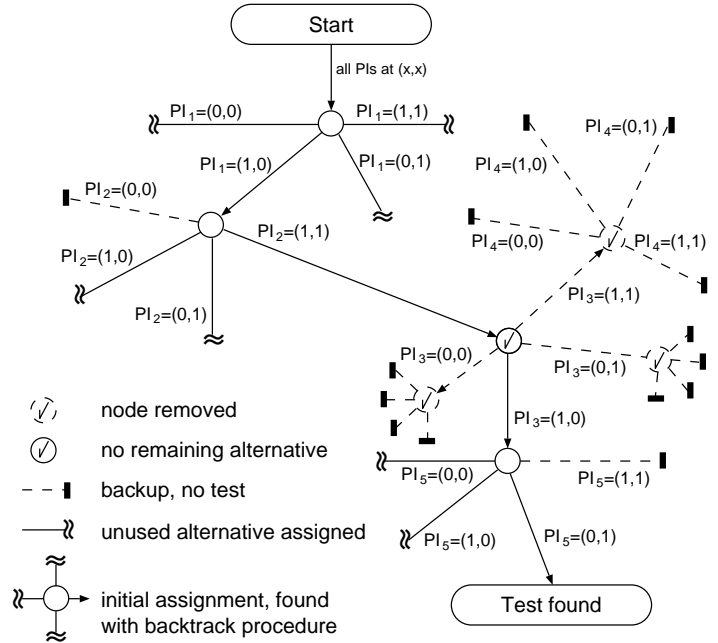 Start
all PIs at (x,x)
PI1=(0,0)
PI1=(1,1)
PI1=(1,0)
PI1=(0,1)
PI2=(0,0)
PI2=(1,1)
PI2=(1,0)
PI2=(0,1)
PI4=(0,1)
PI4=(1,0)
PI4=(0,0)
PI4=(1,1)
PI3=(1,1)
PI3=(0,0)
PI3=(0,1)
PI3=(1,0)
PI5=(0,0)
PI5=(1,1)
PI5=(1,0)
PI5=(0,1)
Test found
node removed
no remaining alternative
backup, no test
unused alternative assigned
initial assignment, found
with backtrack procedure